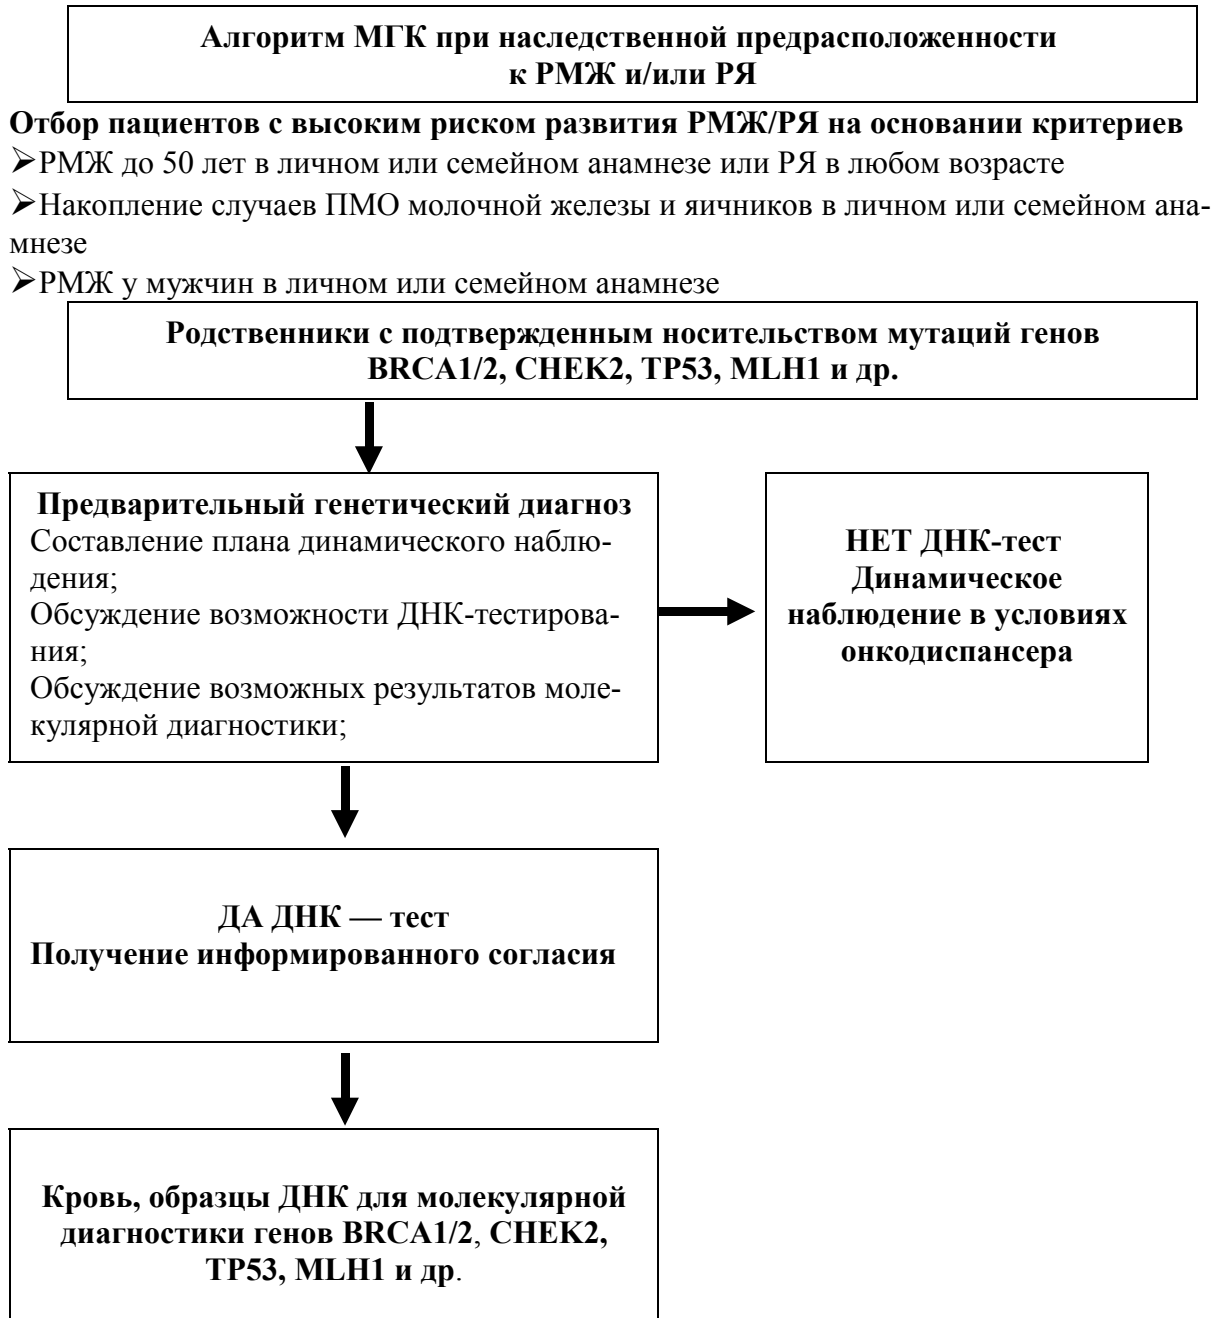 Алгоритм МГК при наследственной предрасположенности
к РМЖ и/или РЯ
Отбор пациентов с высоким риском развития РМЖ/РЯ на основании критериев
➢РМЖ до 50 лет в личном или семейном анамнезе или РЯ в любом возрасте
➢Накопление случаев ПМО молочной железы и яичников в личном или семейном ана-
мнезе
➢РМЖ у мужчин в личном или семейном анамнезе
Родственники с подтвержденным носительством мутаций генов
BRCA1/2, CHEK2, TP53, MLH1 и др.
Предварительный генетический диагноз
Составление плана динамического наблю-
дения;
Обсуждение возможности ДНК-тестирова-
ния;
Обсуждение возможных результатов моле-
кулярной диагностики;
НЕТ ДНК-тест
Динамическое
наблюдение в условиях
онкодиспансера
ДА ДНК — тест
Получение информированного согласия
Кровь, образцы ДНК для молекулярной
диагностики генов BRCA1/2, CHEK2,
TP53, MLH1 и др.